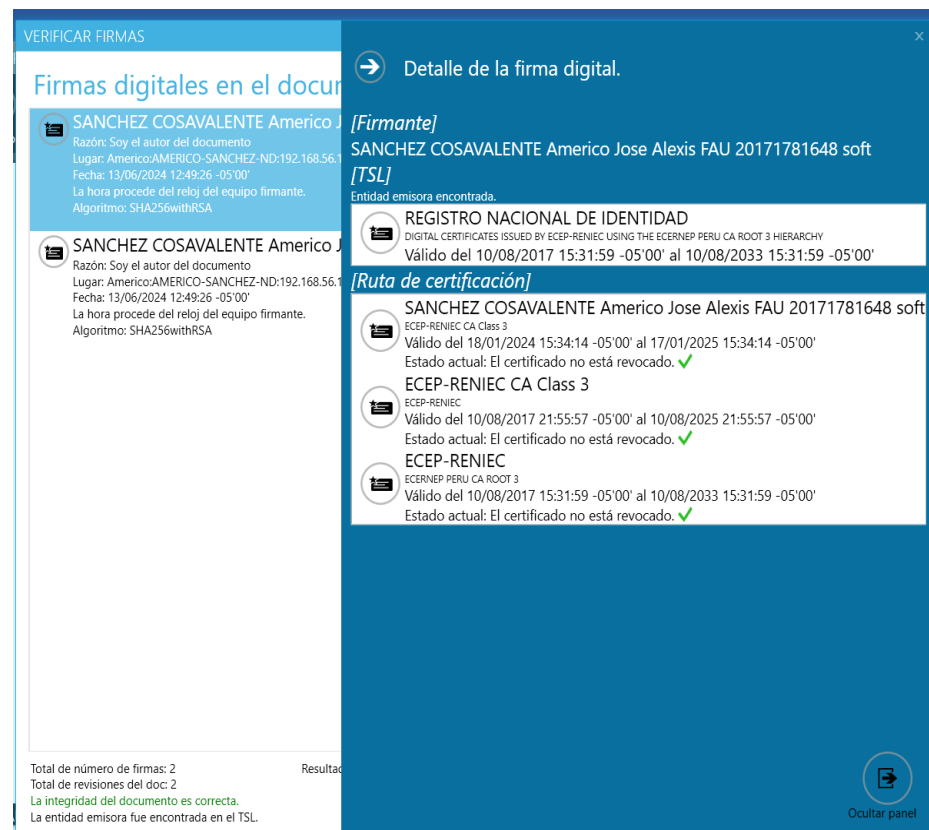 VERIFICAR FIRMAS
Firmas digitales en el docum
SANCHEZ COSAVALENTE Americo J
Razón: Soy el autor del documento
Lugar: Americo:AMERICO-SANCHEZ-ND:192.168.56.1
Fecha: 13/06/2024 12:49:26 -05'00'
La hora procede del reloj del equipo firmante.
Algoritmo: SHA256withRSA
SANCHEZ COSAVALENTE Americo J
Razón: Soy el autor del documento
Lugar: Americo:AMERICO-SANCHEZ-ND:192.168.56.1
Fecha: 13/06/2024 12:49:26 -05'00'
La hora procede del reloj del equipo firmante.
Algoritmo: SHA256withRSA
Total de número de firmas: 2
Resultad
Total de revisiones del doc: 2
La integridad del documento es correcta.
La entidad emisora fue encontrada en el TSL.
x
Detalle de la firma digital.
[Firmante]
SANCHEZ COSAVALENTE Americo Jose Alexis FAU 20171781648 soft
[TSL]
Entidad emisora encontrada.
REGISTRO NACIONAL DE IDENTIDAD
DIGITAL CERTIFICATES ISSUED BY ECEP-RENIEC USING THE ECERNEP PERU CA ROOT 3 HIERARCHY
Válido del 10/08/2017 15:31:59 -05'00' al 10/08/2033 15:31:59 -05'00'
[Ruta de certificación]
SANCHEZ COSAVALENTE Americo Jose Alexis FAU 20171781648 soft
ECEP-RENIEC CA Class 3
Válido del 18/01/2024 15:34:14 -05'00' al 17/01/2025 15:34:14 -05'00'
Estado actual: El certificado no está revocado. ✓
ECEP-RENIEC CA Class 3
ECEP-RENIEC
Válido del 10/08/2017 21:55:57 -05'00' al 10/08/2025 21:55:57 -05'00'
Estado actual: El certificado no está revocado. ✓
ECEP-RENIEC
ECERNEP PERU CA ROOT 3
Válido del 10/08/2017 15:31:59 -05'00' al 10/08/2033 15:31:59 -05'00'
Estado actual: El certificado no está revocado. ✓
Ocultar panel